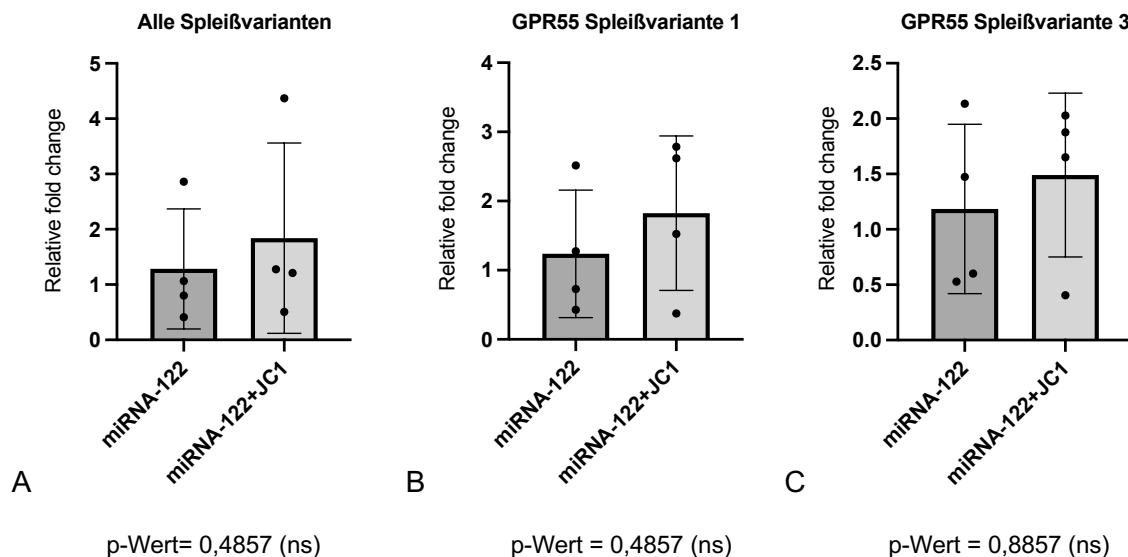 Alle Spleißvarianten
Relative fold change
5
4
3
2
1
0
miRNA-122
miRNA-122+JC1
A
p-Wert= 0,4857 (ns)
GPR55 Spleißvariante 1
Relative fold change
4
3
2
1
0
miRNA-122
miRNA-122+JC1
B
p-Wert = 0,4857 (ns)
GPR55 Spleißvariante 3
Relative fold change
2.5
2.0
1.5
1.0
0.5
0.0
miRNA-122
miRNA-122+JC1
C
p-Wert = 0,8857 (ns)